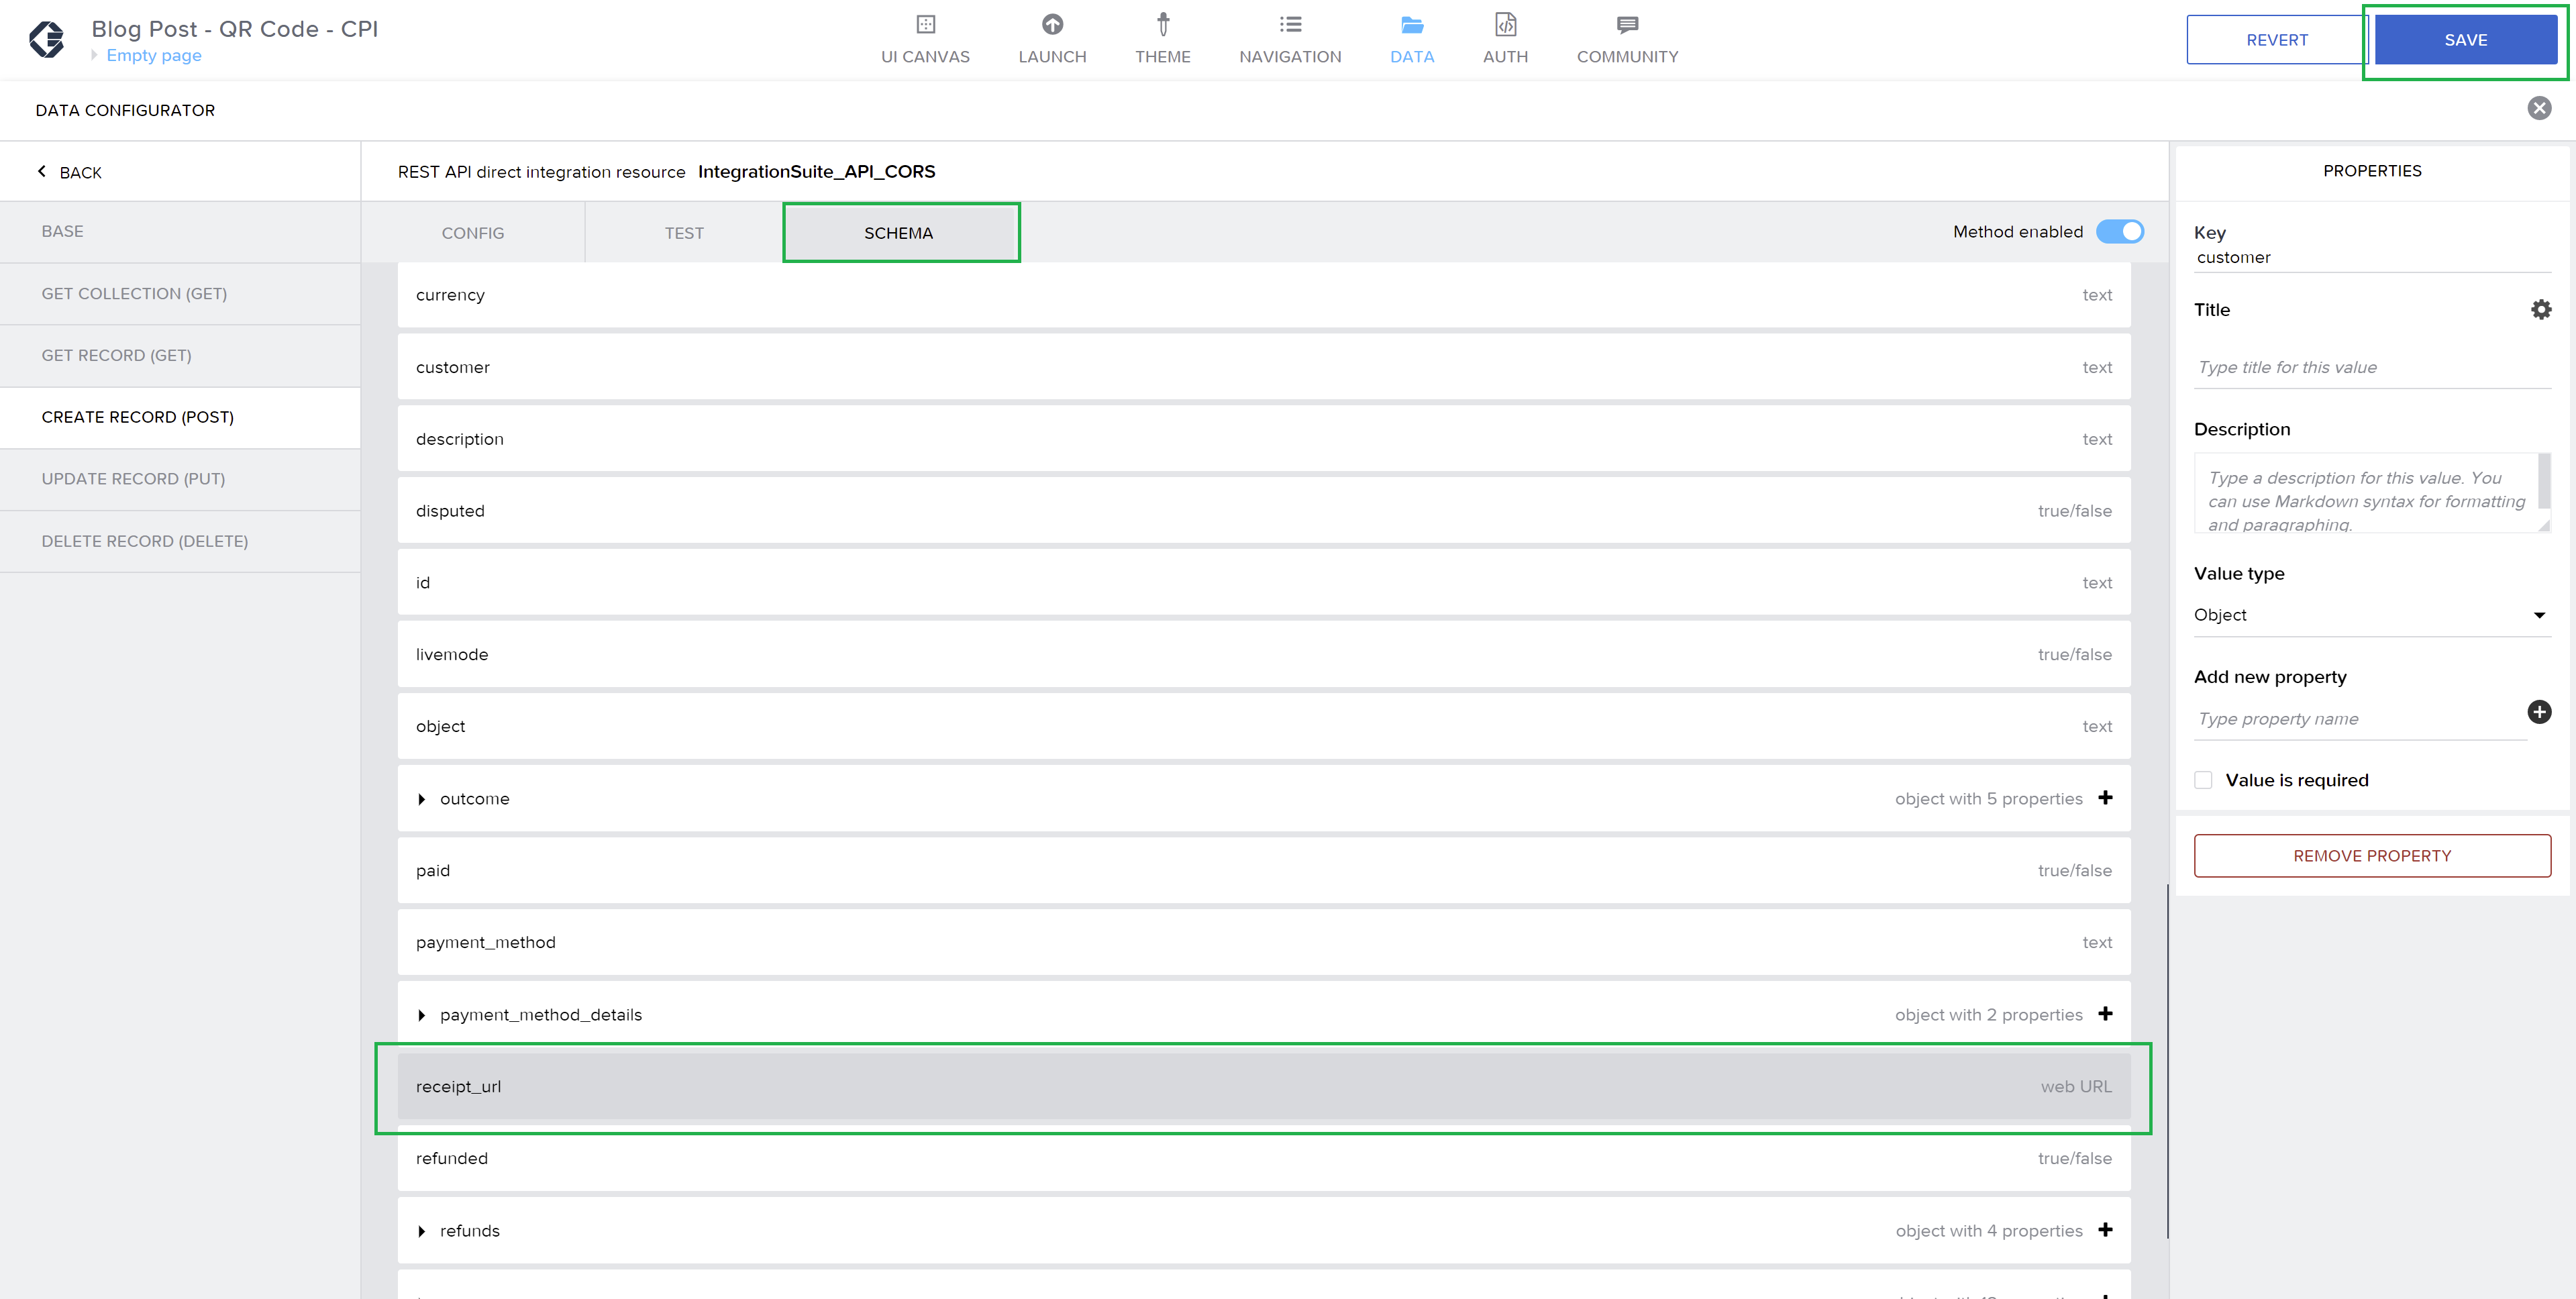 Blog Post - QR Code - CPI
Empty page
UI CANVAS
LAUNCH
THEME
NAVIGATION
DATA
AUTH
COMMUNITY
REVERT
SAVE
DATA CONFIGURATOR
BACK
BASE
GET COLLECTION (GET)
GET RECORD (GET)
CREATE RECORD (POST)
UPDATE RECORD (PUT)
DELETE RECORD (DELETE)
REST API direct integration resource IntegrationSuite_API_CORS
CONFIG
TEST
SCHEMA
Method enabled
currency text
customer text
description text
disputed true/false
id text
livemode true/false
object text
outcome object with 5 properties
paid true/false
payment_method text
payment_method_details object with 2 properties
receipt_url web URL
refunded true/false
refunds object with 4 properties
PROPERTIES
Key
customer
Title
Type title for this value
Description
Type a description for this value. You
can use Markdown syntax for formatting
and paragraphing.
Value type
Object
Add new property
Type property name
Value is required
REMOVE PROPERTY